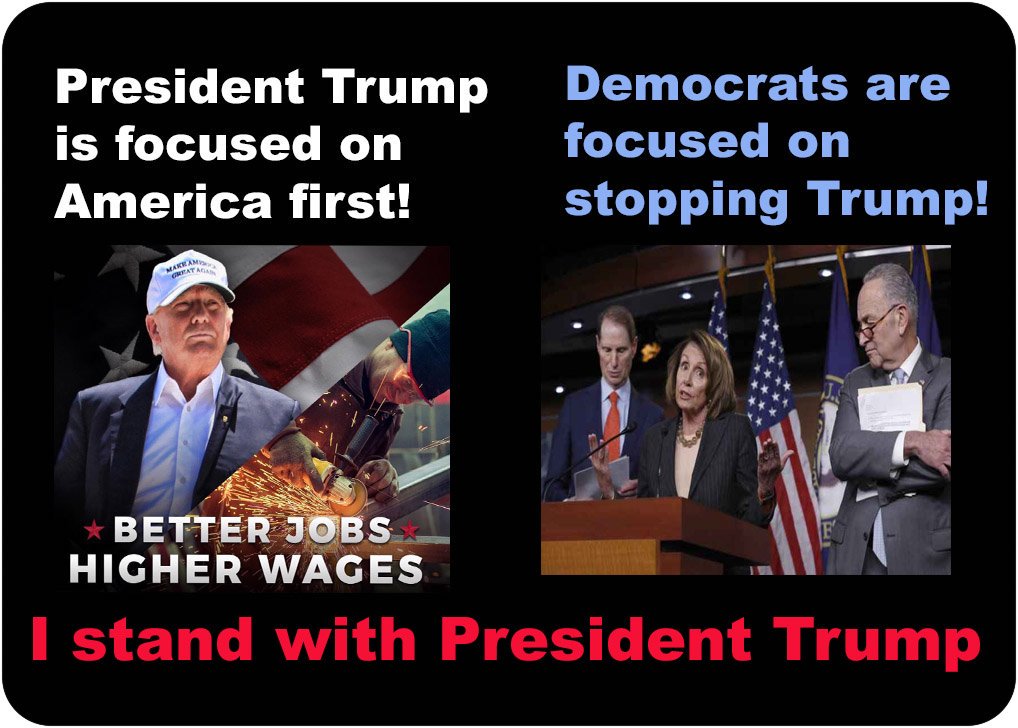 President Trump
is focused on
America first!
Democrats are
focused on
stopping Trump!
MAKE AMERICA
GREAT AGAIN
BETTER JOBS
HIGHER WAGES
I stand with President Trump